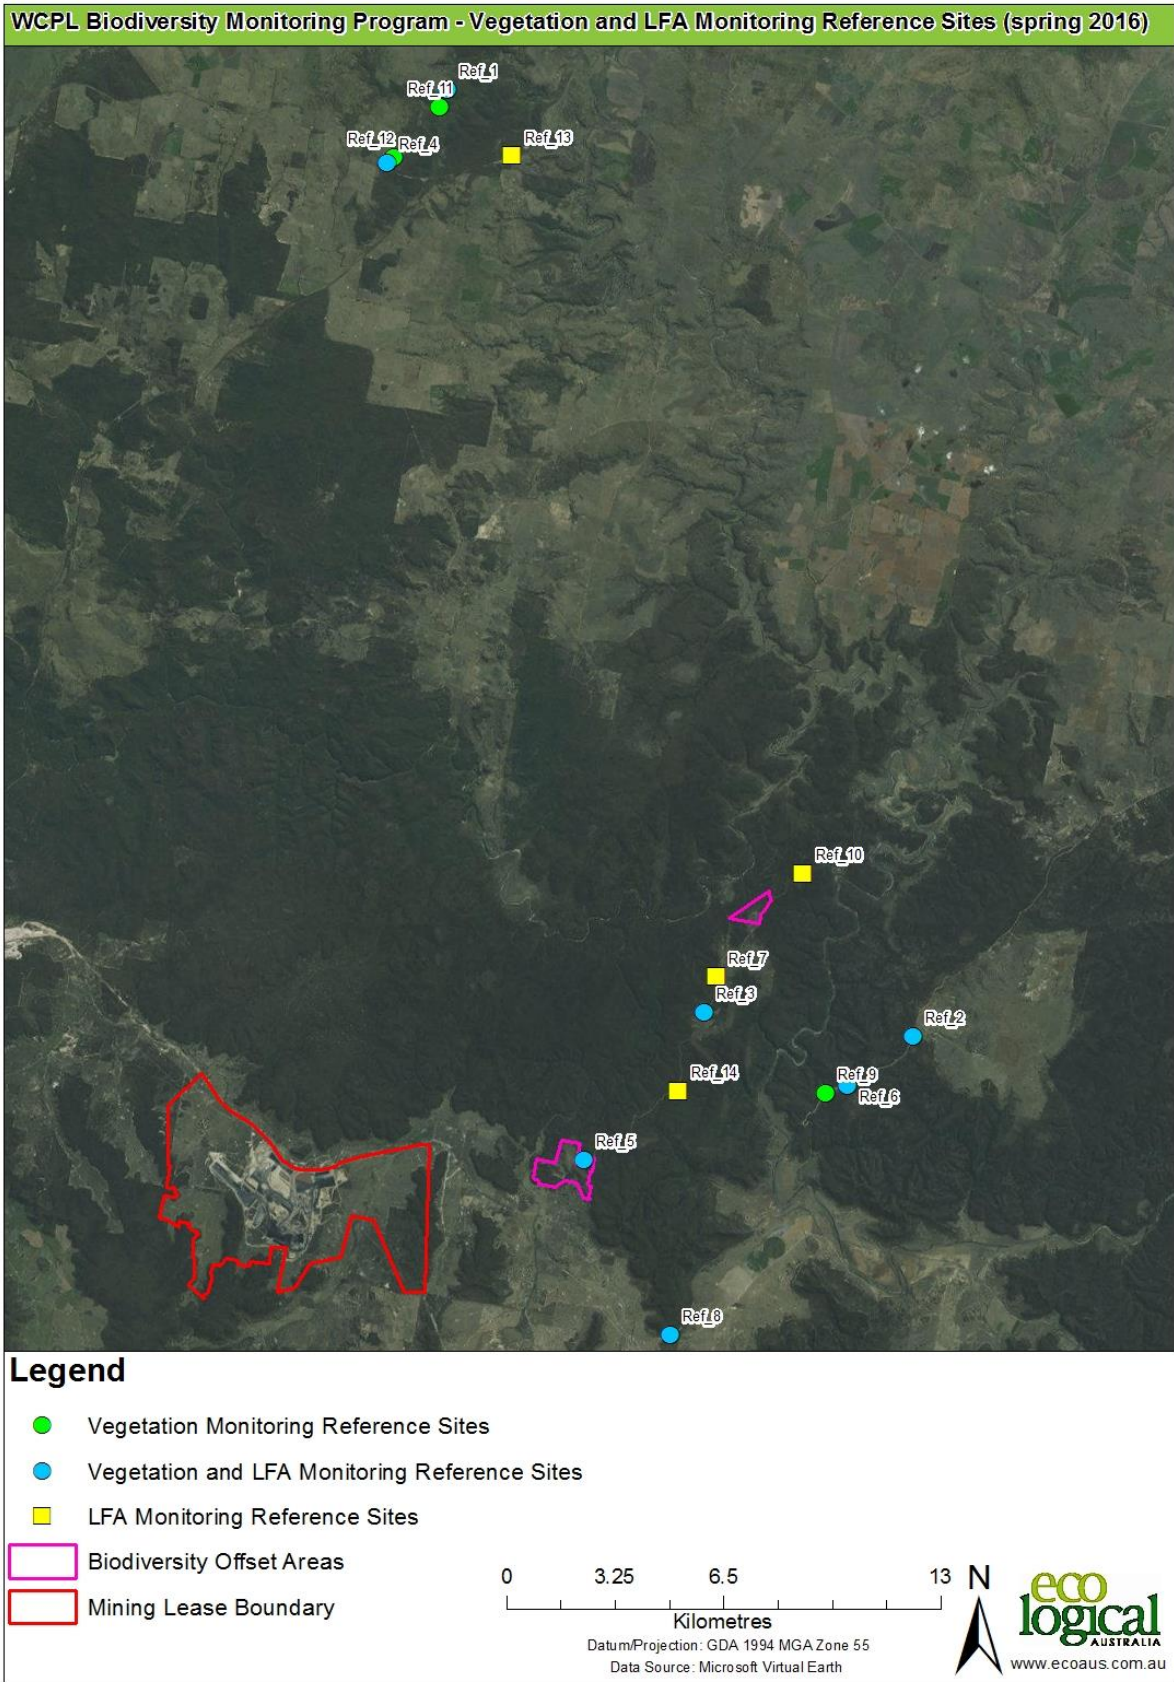 WCPL Biodiversity Monitoring Program - Vegetation and LFA Monitoring Reference Sites (spring 2016)
Ref_1
Ref_11
Ref_12
Ref_4
Ref_13
Ref_10
Ref_7
Ref_3
Ref_2
Ref_14
Ref_9
Ref_6
Ref_5
Ref_8
Legend
Vegetation Monitoring Reference Sites
Vegetation and LFA Monitoring Reference Sites
LFA Monitoring Reference Sites
Biodiversity Offset Areas
Mining Lease Boundary
0 3.25 6.5 13
Kilometres
Datum/Projection: GDA 1994 MGA Zone 55
Data Source: Microsoft Virtual Earth
N
eco
logical
AUSTRALIA
www.ecoaus.com.au